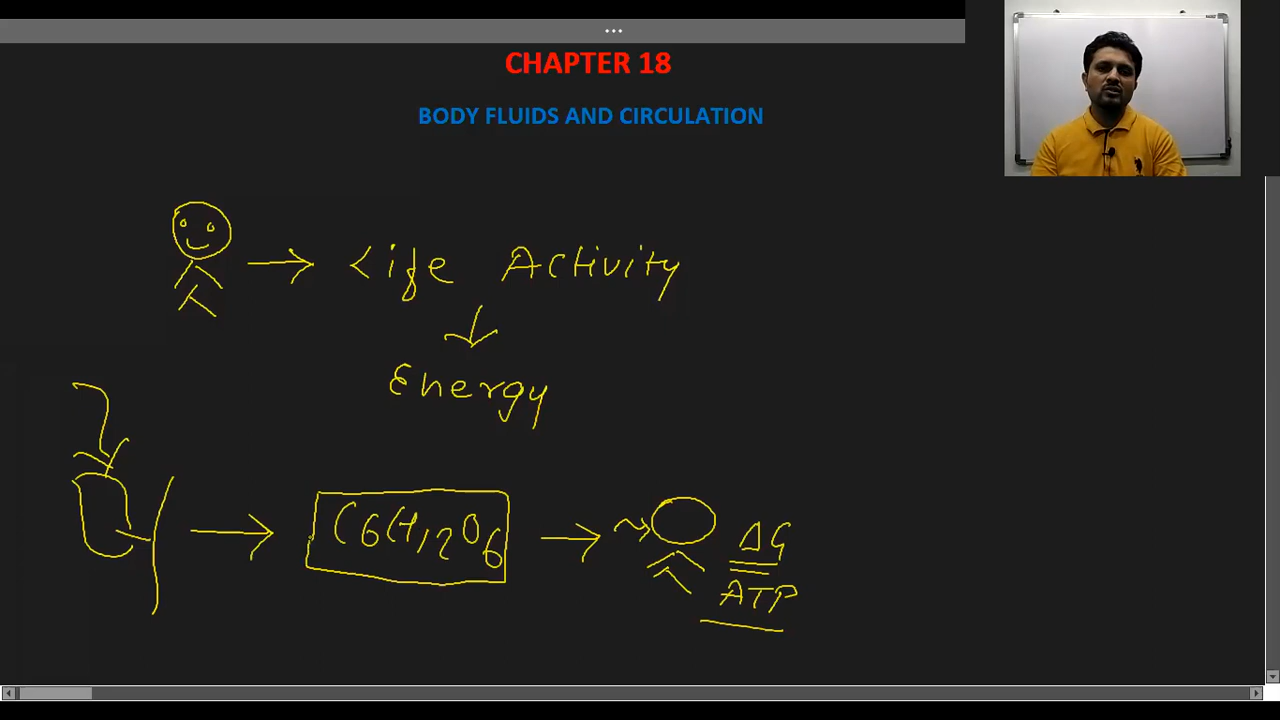 CHAPTER 18
BODY FLUIDS AND CIRCULATION
Life Activity
Energy
C6H12O6
ΔG
ATP